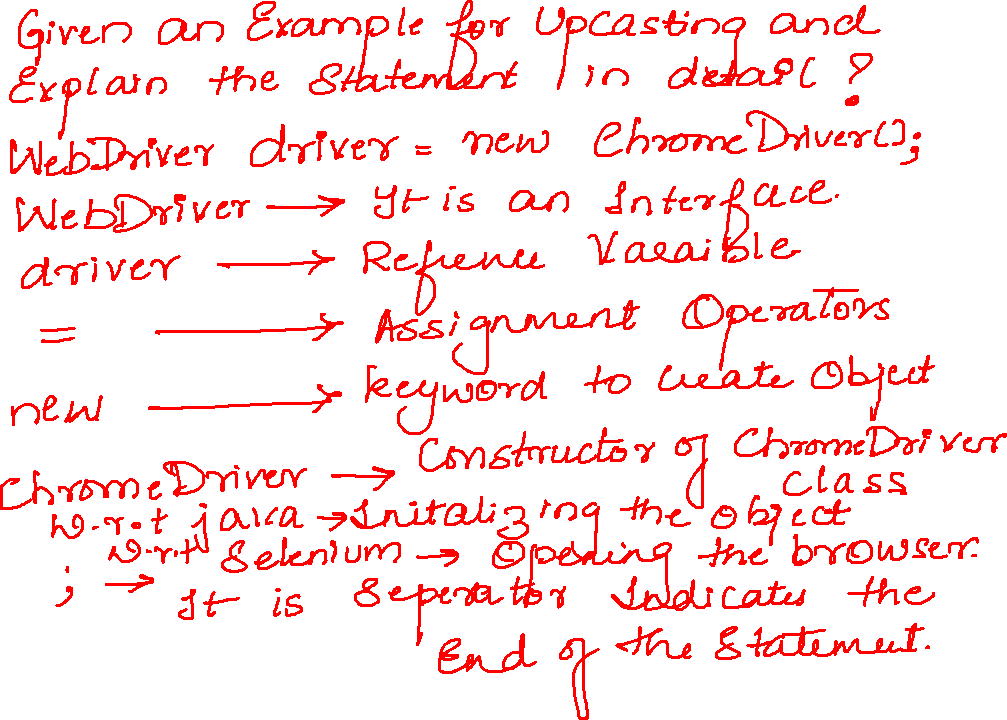 Given an Example for Upcasting and
Explain the Statement in detail ?
WebDriver driver = new ChromeDriver();
WebDriver → It is an Interface.
driver → Refrence Varaible
= → Assignment Operators
new → keyword to create Object
ChromeDriver → Constructor of ChromeDriver class
w.r.t java → Initalizing the object
w.r.t Selenium → Opening the browser.
; → It is Seperator Indicates the
End of the Statement.